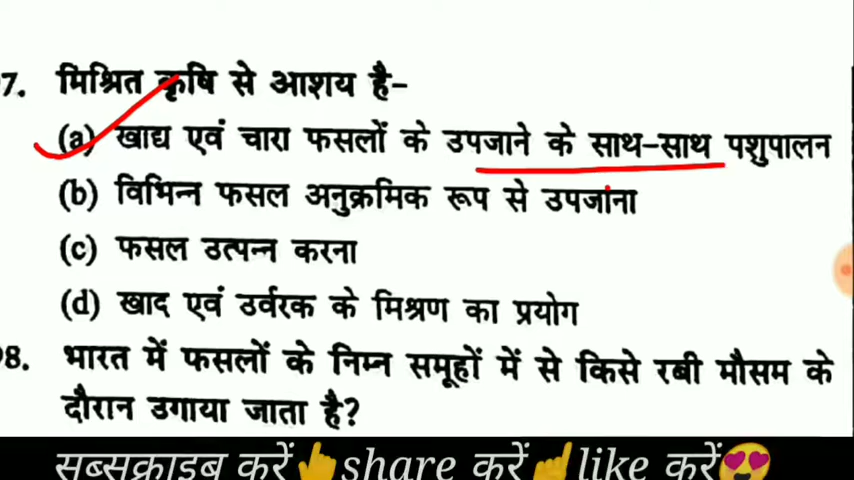 7. मिश्रित कृषि से आशय है-
(a) खाद्य एवं चारा फसलों के उपजाने के साथ-साथ पशुपालन
(b) विभिन्न फसल अनुक्रमिक रूप से उपजाना
(c) फसल उत्पन्न करना
(d) खाद एवं उर्वरक के मिश्रण का प्रयोग
8. भारत में फसलों के निम्न समूहों में से किसे रबी मौसम के
दौरान उगाया जाता है?
सब्सक्राइब करें👆share करें☝️like करें😍